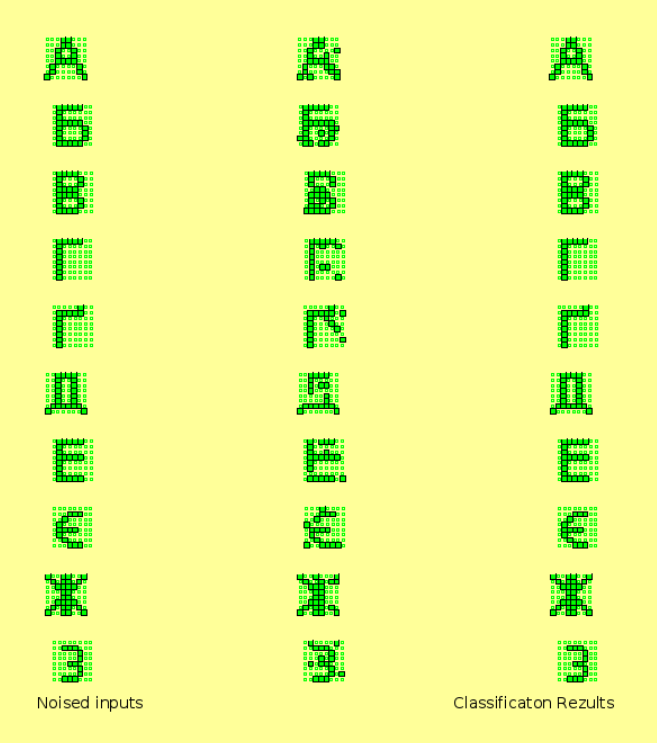 А А А
Б Б Б
В В В
Г Г Г
Ґ Ґ Ґ
Д Д Д
Е Е Е
Є Є Є
Ж Ж Ж
З З З
Noised inputs Classificaton Rezults